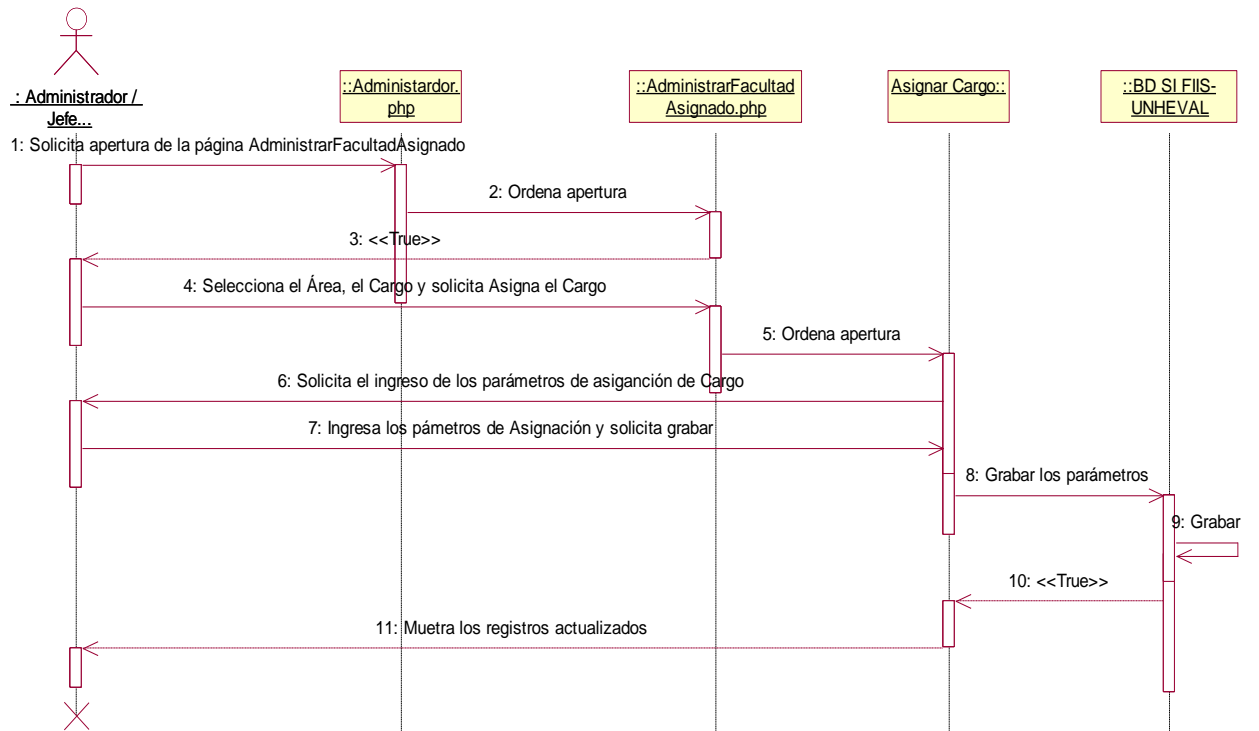 : Administrador /
Jefe...
::Administardor.
php
::AdministrarFacultad
Asignado.php
Asignar Cargo::
::BD SI FIIS-
UNHEVAL
1: Solicita apertura de la página AdministrarFacultadAsignado
2: Ordena apertura
3: <<True>>
4: Selecciona el Área, el Cargo y solicita Asigna el Cargo
5: Ordena apertura
6: Solicita el ingreso de los parámetros de asigancíón de Cargo
7: Ingresa los pámetros de Asignación y solicita grabar
8: Grabar los parámetros
9: Grabar
10: <<True>>
11: Muetra los registros actualizados